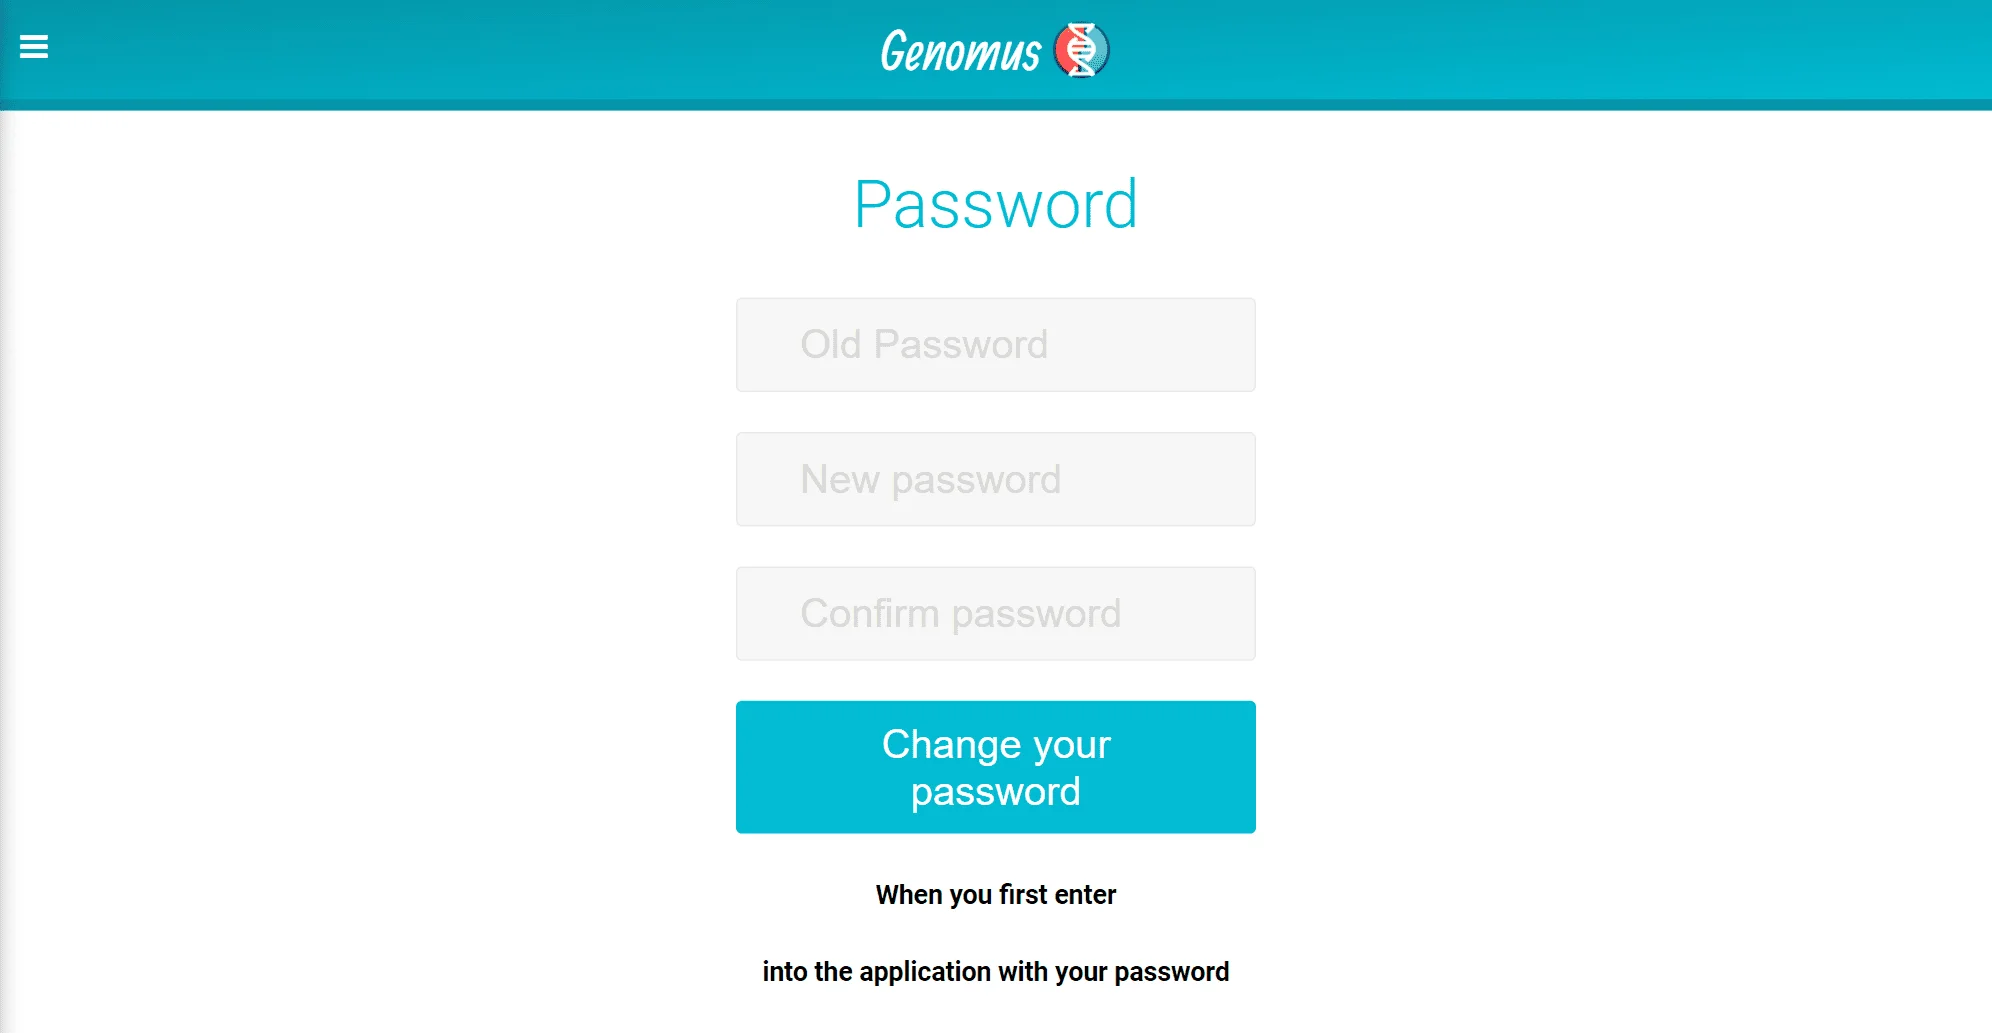 Genomus
Password
Old Password
New password
Confirm password
Change your
password
When you first enter
into the application with your password